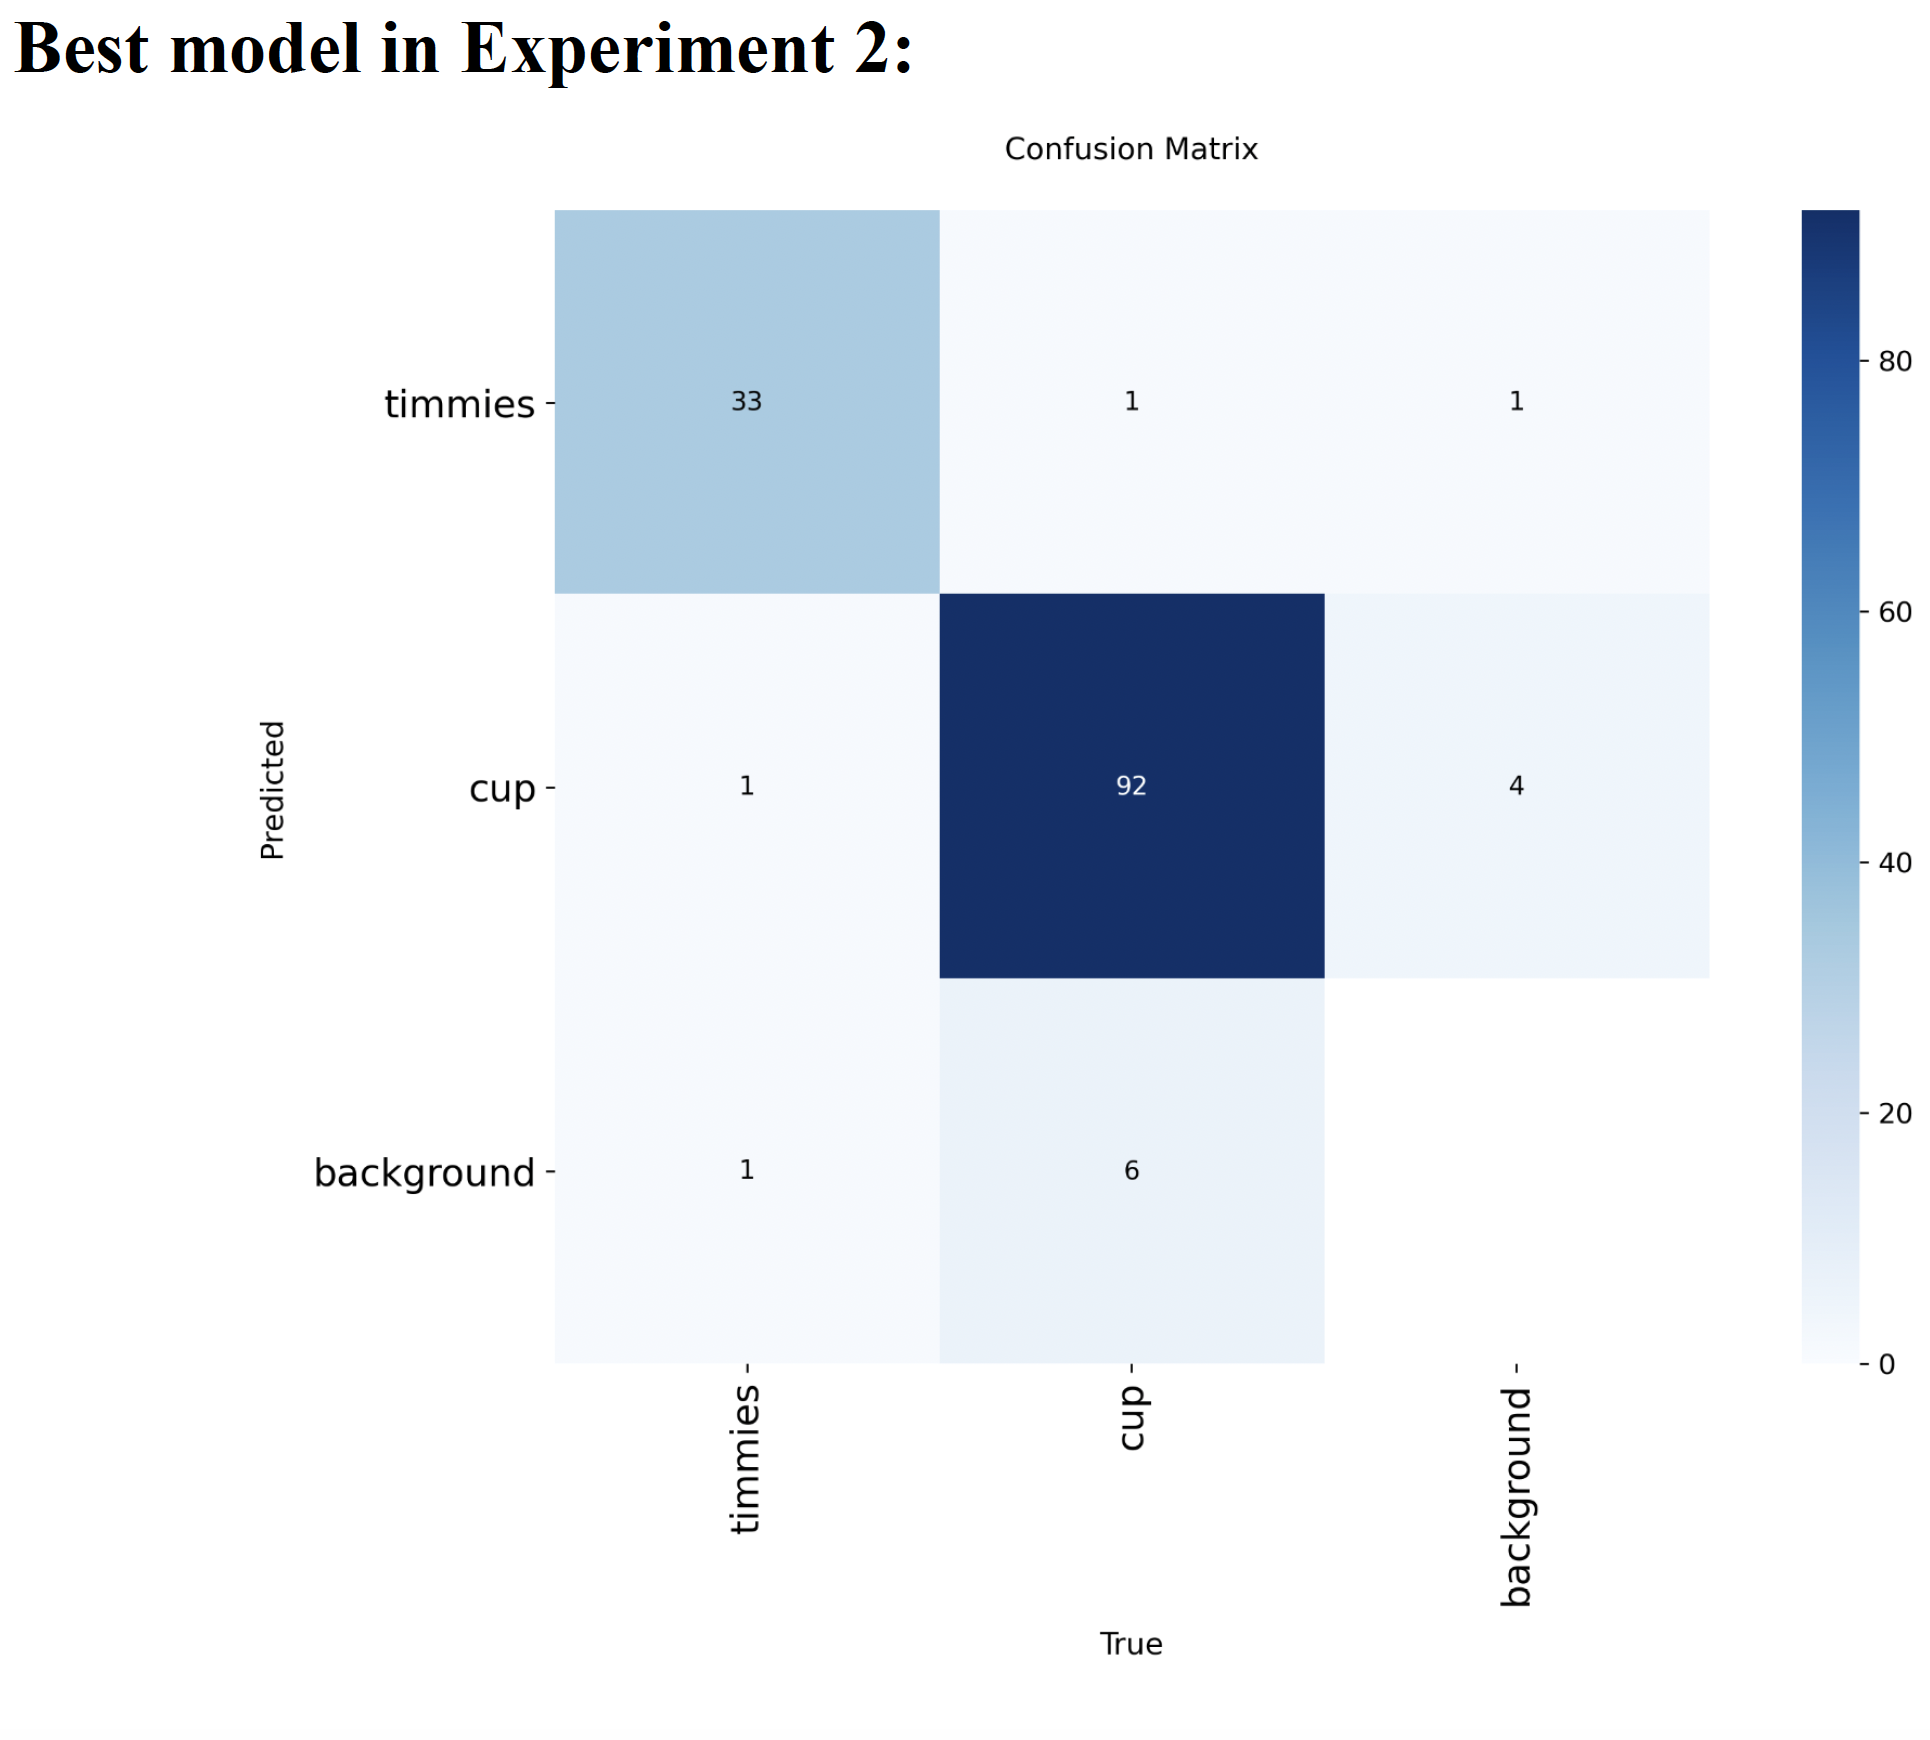 Best model in Experiment 2:
Confusion Matrix
timmies
33
1
1
cup
1
92
4
background
1
6
Predicted
timmies
cup
background
True
80
60
40
20
0